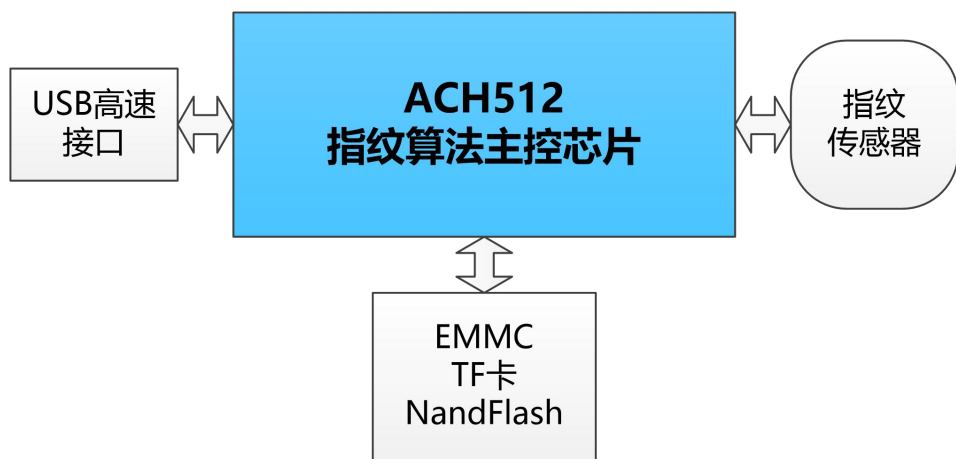 USB高速
接口
ACH512
指纹算法主控芯片
指纹
传感器
EMMC
TF卡
NandFlash